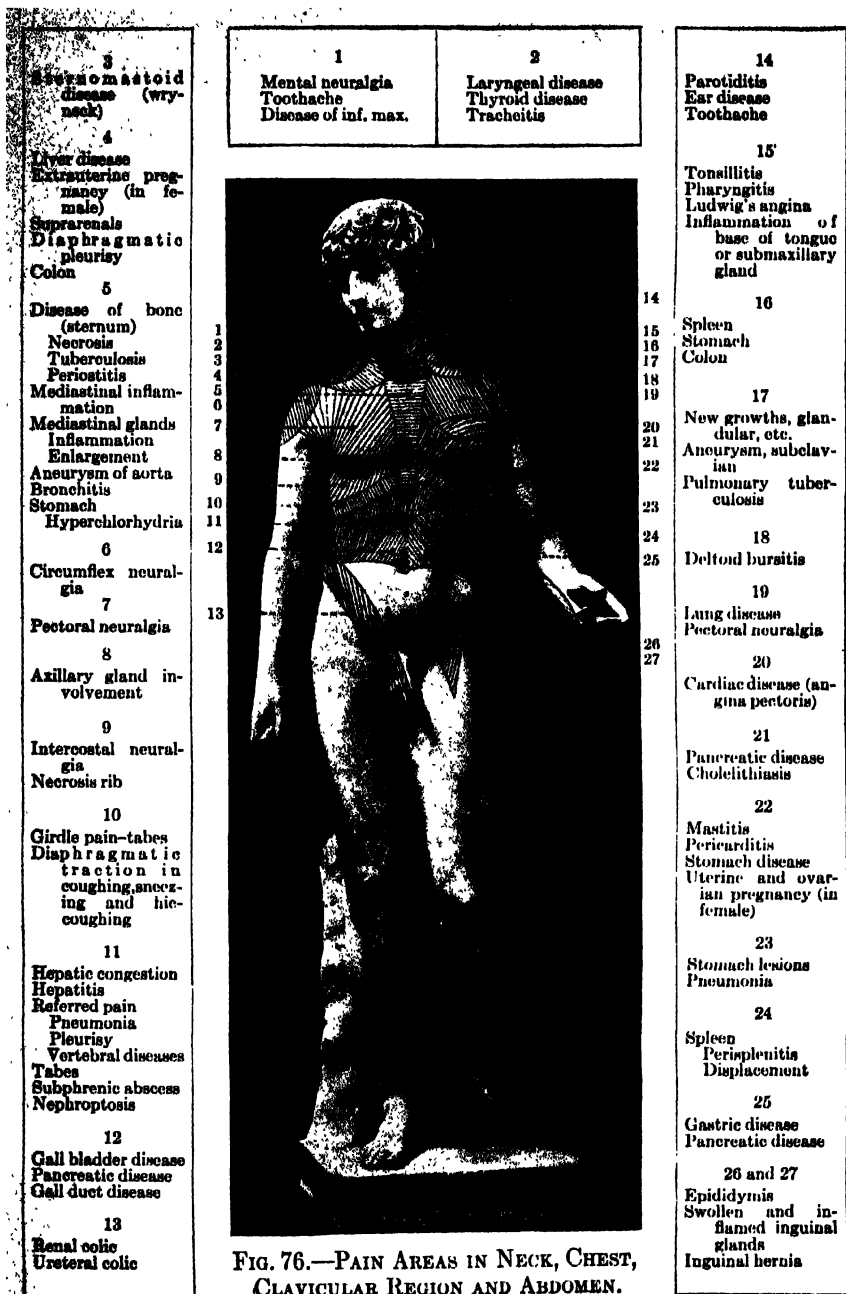 3
Sternomastoid
disease (wry-
neck)
4
Liver disease
Extrauterine preg-
nancy (in fe-
male)
Suprarenals
Diaphragmatic
pleurisy
Colon
5
Disease of bone
(sternum)
Necrosis
Tuberculosis
Periostitis
Mediastinal inflam-
mation
Mediastinal glands
Inflammation
Enlargement
Aneurysm of aorta
Bronchitis
Stomach
Hyperchlorhydria
6
Circumflex neural-
gia
7
Pectoral neuralgia
8
Axillary gland in-
volvement
9
Intercostal neural-
gia
Necrosis rib
10
Girdle pain-tabes
Diaphragmatic
traction in
coughing, sneez-
ing and hic-
coughing
11
Hepatic congestion
Hepatitis
Referred pain
Pneumonia
Pleurisy
Vertebral diseases
Tabes
Subphrenic abscess
Nephroptosis
12
Gall bladder disease
Pancreatic disease
Gall duct disease
13
Renal colic
Ureteral colic
1
Mental neuralgia
Toothache
Disease of inf. max.
2
Laryngeal disease
Thyroid disease
Tracheitis
1
2
3
4
5
6
7
8
9
10
11
12
13
14
15
16
17
18
19
20
21
22
23
24
25
26
27
FIG. 76.—PAIN AREAS IN NECK, CHEST,
CLAVICULAR REGION AND ABDOMEN.
14
Parotiditis
Ear disease
Toothache
15
Tonsillitis
Pharyngitis
Ludwig's angina
Inflammation of
base of tongue
or submaxillary
gland
16
Spleen
Stomach
Colon
17
New growths, glan-
dular, etc.
Aneurysm, subclav-
ian
Pulmonary tuber-
culosis
18
Deltoid bursitis
19
Lung disease
Pectoral neuralgia
20
Cardiac disease (an-
gina pectoris)
21
Pancreatic disease
Cholelithiasis
22
Mastitis
Pericarditis
Stomach disease
Uterine and ovar-
ian pregnancy (in
female)
23
Stomach lesions
Pneumonia
24
Spleen
Perisplenitis
Displacement
25
Gastric disease
Pancreatic disease
26 and 27
Epididymis
Swollen and in-
flamed inguinal
glands
Inguinal hernia